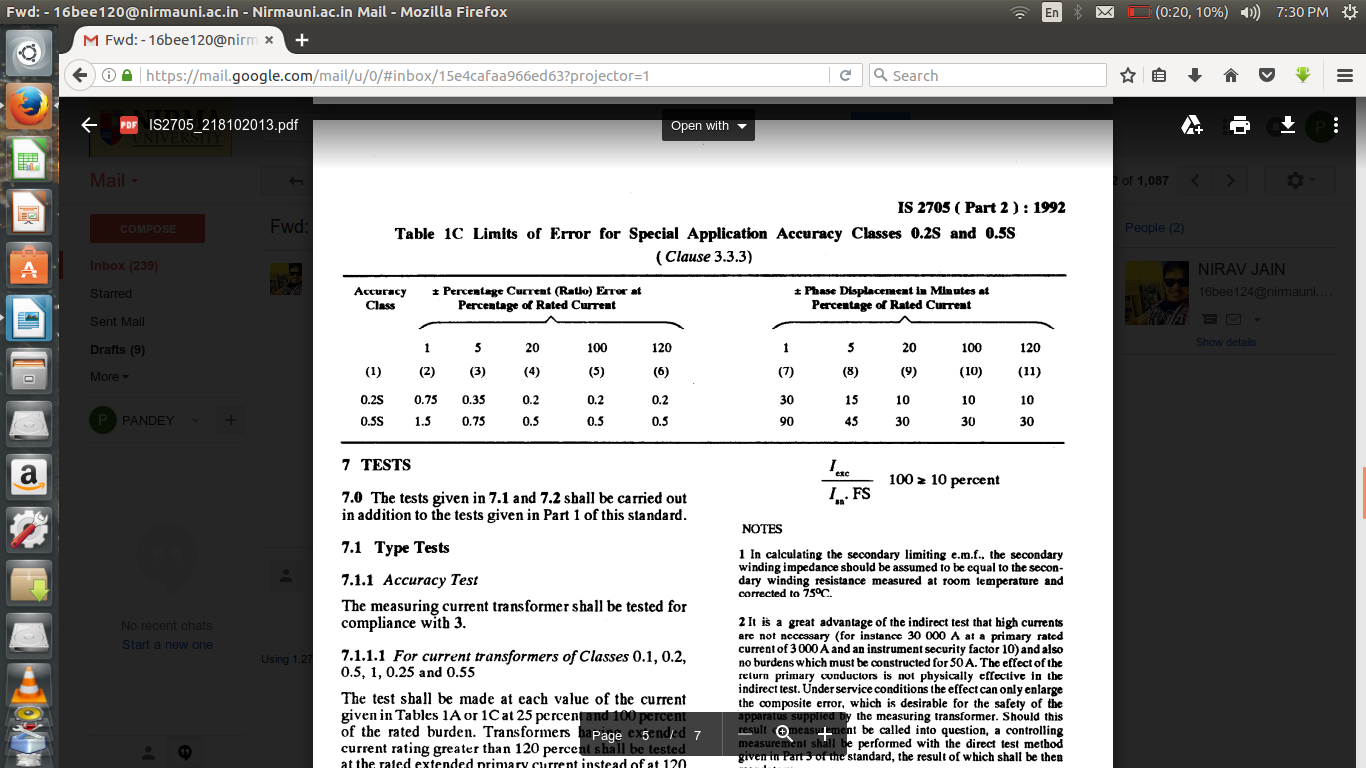 Fwd: - 16bee120@nirmauni.ac.in - Nirmauni.ac.in Mail - Mozilla Firefox
En
(0:20, 10%)
7:30 PM
Fwd: - 16bee120@nirm
https://mail.google.com/mail/u/0/#inbox/15e4cafaa966ed63?projector=1
Search
PDF
IS2705_218102013.pdf
Open with
NIRMA
UNIVERSITY
P
Mail
2 of 1,087
COMPOSE
Fwd:
People (2)
Inbox (239)
Starred
Sent Mail
Drafts (9)
More
NIRAV JAIN
16bee124@nirmauni....
Show details
P
PANDEY
No recent chats
Start a new one
Using 1.27
IS 2705 ( Part 2 ) : 1992
Table 1C Limits of Error for Special Application Accuracy Classes 0.2S and 0.5S
( Clause 3.3.3)
Accuracy Class ± Percentage Current (Ratio) Error at Percentage of Rated Current ± Phase Displacement in Minutes at Percentage of Rated Current
1 5 20 100 120 1 5 20 100 120
(1) (2) (3) (4) (5) (6) (7) (8) (9) (10) (11)
0.2S 0.75 0.35 0.2 0.2 0.2 30 15 10 10 10
0.5S 1.5 0.75 0.5 0.5 0.5 90 45 30 30 30
7 TESTS
7.0 The tests given in 7.1 and 7.2 shall be carried out
in addition to the tests given in Part 1 of this standard.
7.1 Type Tests
7.1.1 Accuracy Test
The measuring current transformer shall be tested for
compliance with 3.
7.1.1.1 For current transformers of Classes 0.1, 0.2,
0.5, 1, 0.25 and 0.55
The test shall be made at each value of the current
given in Tables 1A or 1C at 25 percent and 100 percent
of the rated burden. Transformers having extended
current rating greater than 120 percent shall be tested
at the rated extended primary current instead of at 120
Iexc
Isn. FS
100 ≥ 10 percent
NOTES
1 In calculating the secondary limiting e.m.f., the secondary
winding impedance should be assumed to be equal to the secon-
dary winding resistance measured at room temperature and
corrected to 75ºC.
2 It is a great advantage of the indirect test that high currents
are not necessary (for instance 30 000 A at a primary rated
current of 3 000 A and an instrument security factor 10) and also
no burdens which must be constructed for 50 A. The effect of the
return primary conductors is not physically effective in the
indirect test. Under service conditions the effect can only enlarge
the composite error, which is desirable for the safety of the
apparatus supplied by the measuring transformer. Should this
result of measurement be called into question, a controlling
measurement shall be performed with the direct test method
given in Part 3 of the standard, the result of which shall be then
Page 5 / 7